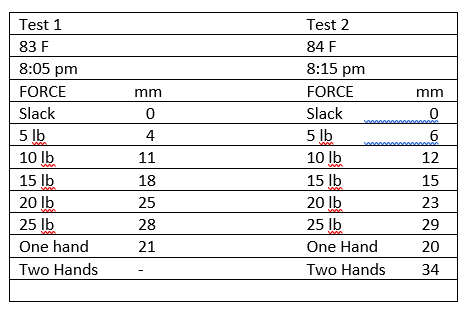 Test 1 Test 2
83 F 84 F
8:05 pm 8:15 pm
FORCE mm FORCE mm
Slack 0 Slack 0
5 lb 4 5 lb 6
10 lb 11 10 lb 12
15 lb 18 15 lb 15
20 lb 25 20 lb 23
25 lb 28 25 lb 29
One hand 21 One Hand 20
Two Hands - Two Hands 34